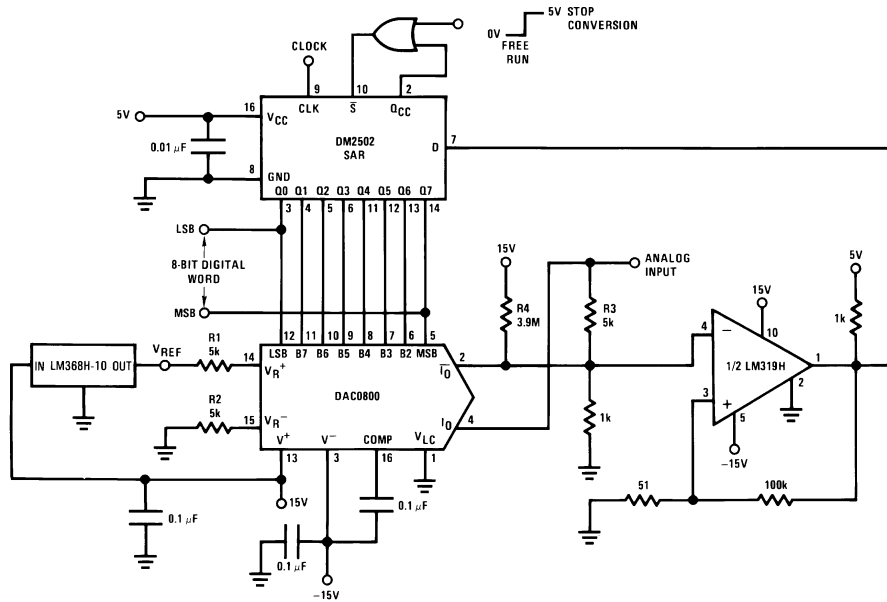 5V STOP
CONVERSION
0V
FREE
RUN
CLOCK
9 10 2
CLK S̅ QCC
5V 16 VCC
DM2502
SAR
D 7
0.01 μF
8 GND
Q0 Q1 Q2 Q3 Q4 Q5 Q6 Q7
3 4 5 6 11 12 13 14
LSB
8-BIT DIGITAL
WORD
MSB
15V
ANALOG
INPUT
5V
R4
3.9M
R3
5k
15V
1k
12 11 10 9 8 7 6 5
LSB B7 B6 B5 B4 B3 B2 MSB
IN LM368H-10 OUT
VREF
R1
5k
14
VR+
2
I̅O̅
4
10
−
1/2 LM319H
1
DAC0800
R2
5k
15
VR−
IO
4
3
+
2
5
1k
V+ V− COMP VLC
13 3 16 1
−15V
51
100k
15V
0.1 μF
0.1 μF
0.1 μF
−15V